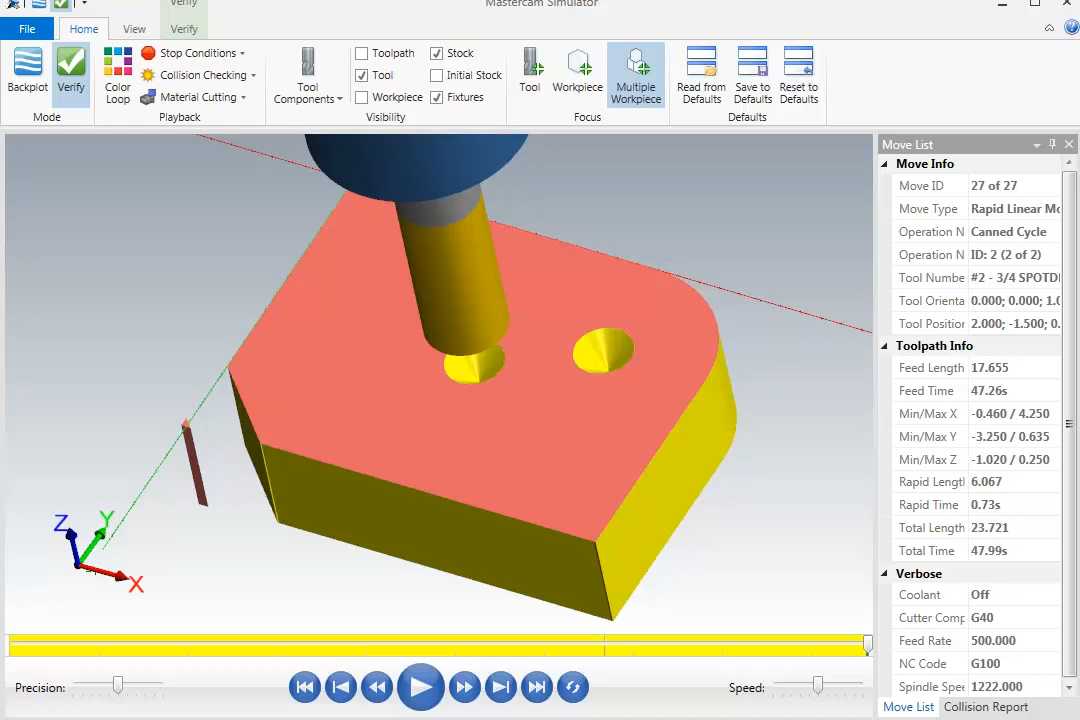 Verify
Mastercam Simulator
File
Home
View
Verify
Backplot
Verify
Mode
Color
Loop
Stop Conditions
Collision Checking
Material Cutting
Playback
Tool
Components
Toolpath
Tool
Workpiece
Stock
Initial Stock
Fixtures
Visibility
Tool
Workpiece
Multiple
Workpiece
Focus
Read from
Defaults
Save to
Defaults
Reset to
Defaults
Defaults
Move List
Move Info
Move ID 27 of 27
Move Type Rapid Linear Mo
Operation N Canned Cycle
Operation N ID: 2 (2 of 2)
Tool Numbe #2 - 3/4 SPOTD
Tool Orienta 0.000; 0.000; 1.0
Tool Position 2.000; -1.500; 0.
Toolpath Info
Feed Length 17.655
Feed Time 47.26s
Min/Max X -0.460 / 4.250
Min/Max Y -3.250 / 0.635
Min/Max Z -1.020 / 0.250
Rapid Lengt 6.067
Rapid Time 0.73s
Total Length 23.721
Total Time 47.99s
Verbose
Coolant Off
Cutter Comp G40
Feed Rate 500.000
NC Code G100
Spindle Spee 1222.000
Move List Collision Report
Z
Y
X
Precision:
Speed: